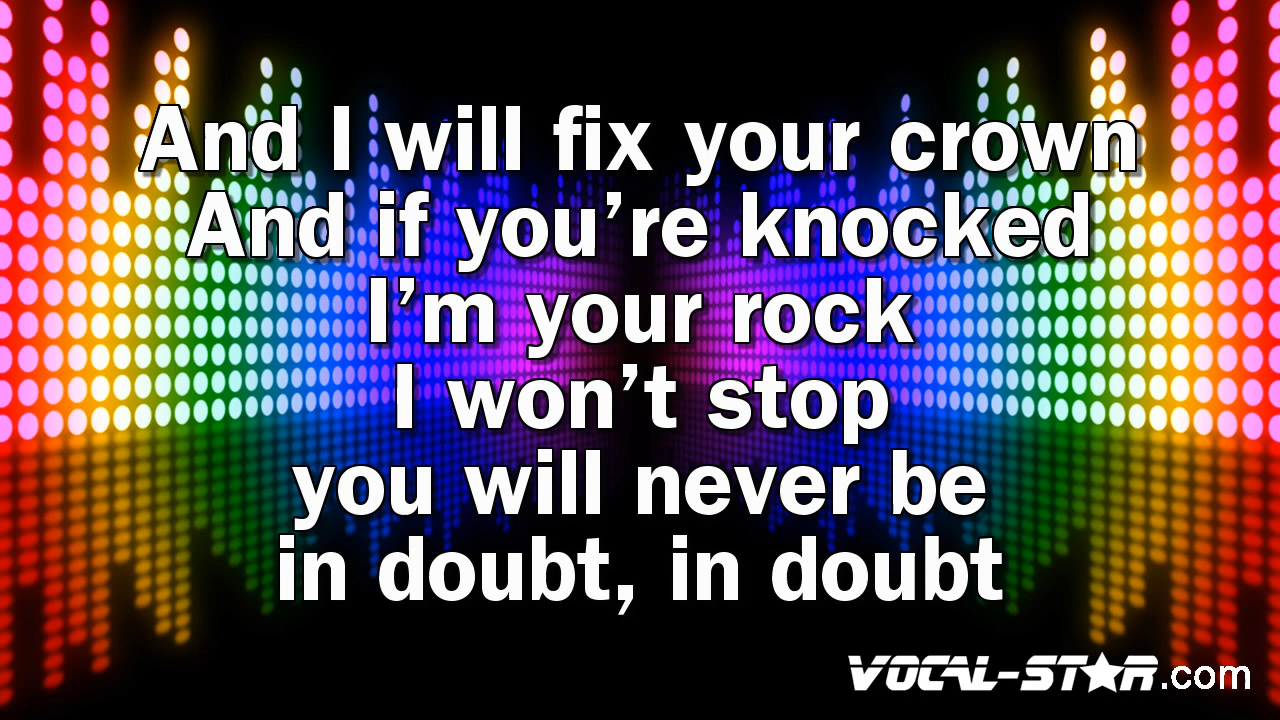 And I will fix your crown
And if you’re knocked
I’m your rock
I won’t stop
you will never be
in doubt, in doubt
VOCAL-STAR.com